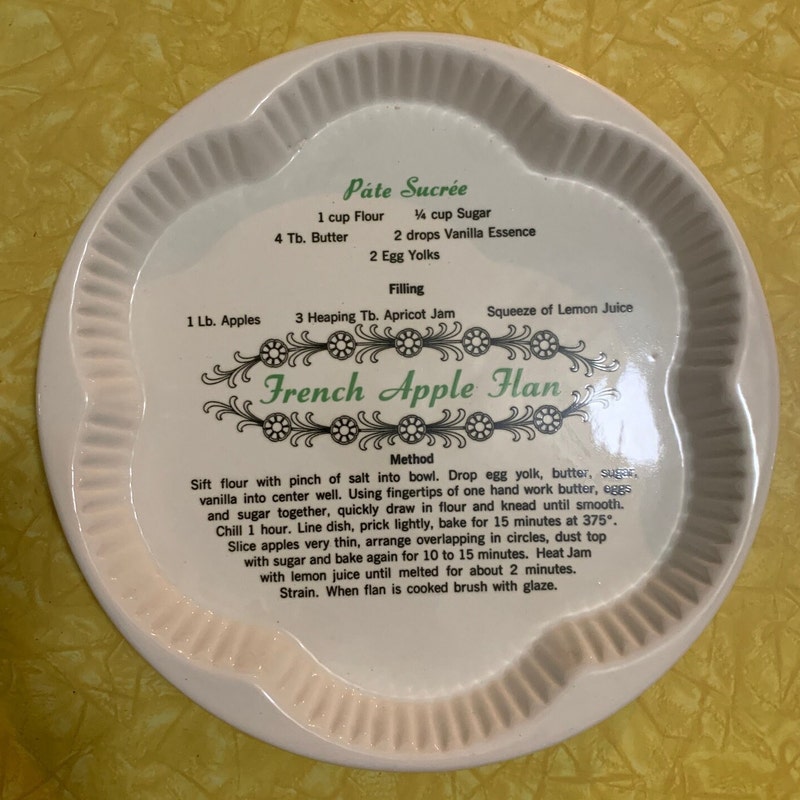 Páte Sucrée
1 cup Flour ¼ cup Sugar
4 Tb. Butter 2 drops Vanilla Essence
2 Egg Yolks
Filling
1 Lb. Apples 3 Heaping Tb. Apricot Jam Squeeze of Lemon Juice
French Apple Flan
Method
Sift flour with pinch of salt into bowl. Drop egg yolk, butter, sugar,
vanilla into center well. Using fingertips of one hand work butter, eggs
and sugar together, quickly draw in flour and knead until smooth.
Chill 1 hour. Line dish, prick lightly, bake for 15 minutes at 375°.
Slice apples very thin, arrange overlapping in circles, dust top
with sugar and bake again for 10 to 15 minutes. Heat Jam
with lemon juice until melted for about 2 minutes.
Strain. When flan is cooked brush with glaze.